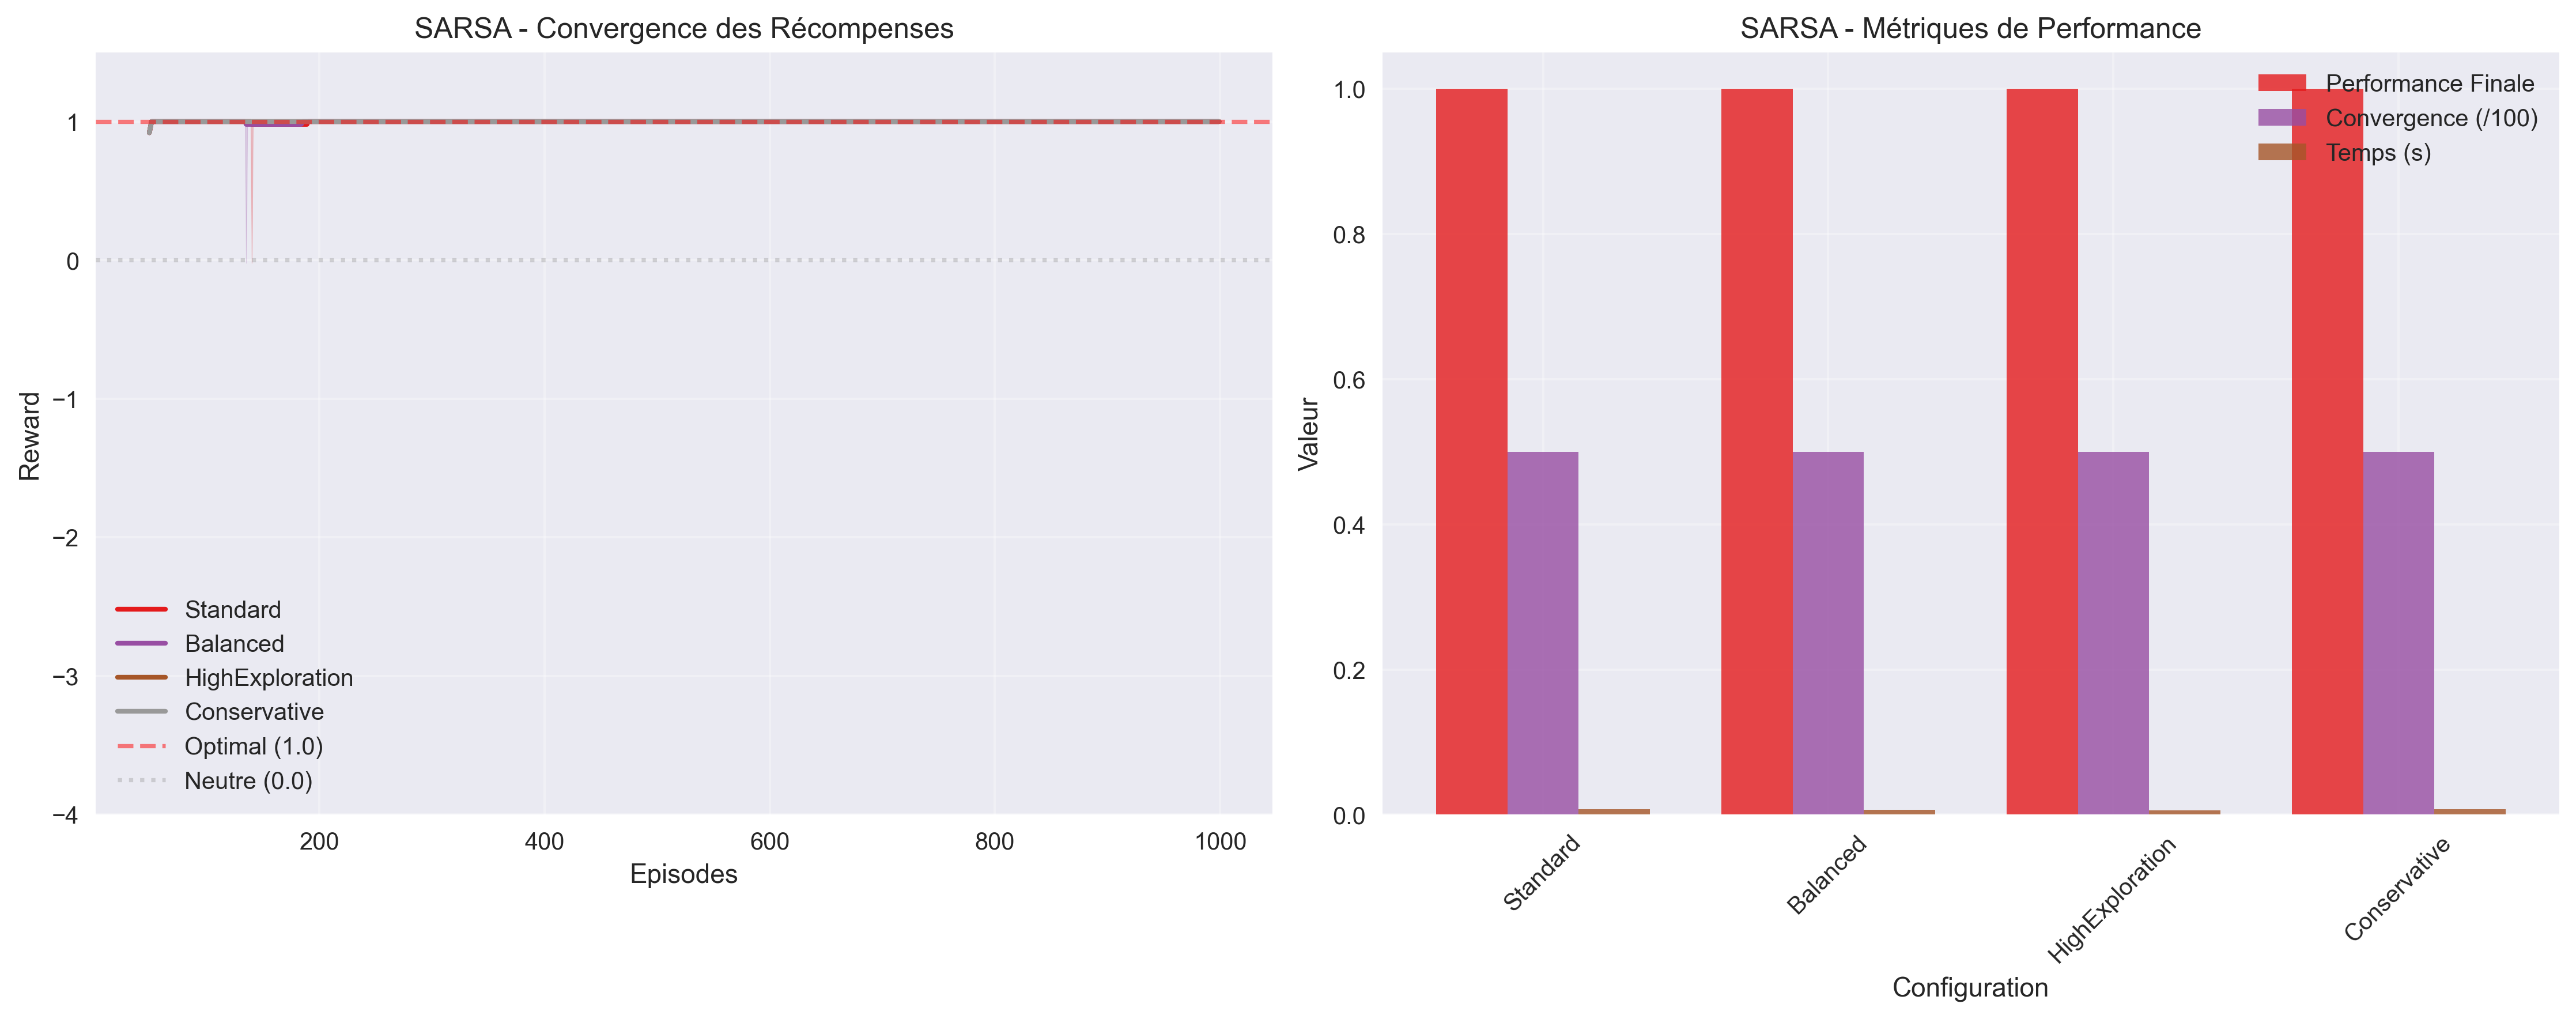 SARSA - Convergence des Récompenses
Reward
1
0
−1
−2
−3
−4
Standard
Balanced
HighExploration
Conservative
Optimal (1.0)
Neutre (0.0)
200
400
600
800
1000
Episodes
SARSA - Métriques de Performance
Valeur
1.0
0.8
0.6
0.4
0.2
0.0
Performance Finale
Convergence (/100)
Temps (s)
Standard
Balanced
HighExploration
Conservative
Configuration